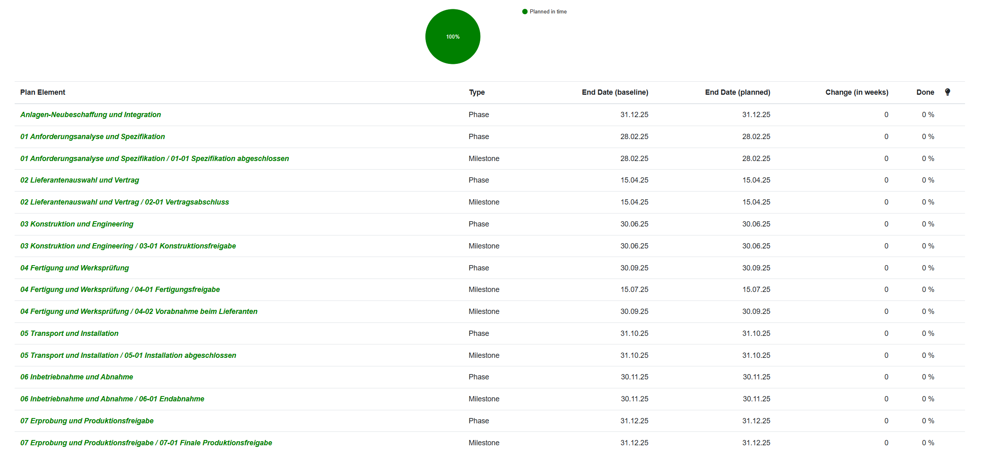 Planned in time
100%
Plan Element Type End Date (baseline) End Date (planned) Change (in weeks) Done
Anlagen-Neubeschaffung und Integration Phase 31.12.25 31.12.25 0 0 %
01 Anforderungsanalyse und Spezifikation Phase 28.02.25 28.02.25 0 0 %
01 Anforderungsanalyse und Spezifikation / 01-01 Spezifikation abgeschlossen Milestone 28.02.25 28.02.25 0 0 %
02 Lieferantenauswahl und Vertrag Phase 15.04.25 15.04.25 0 0 %
02 Lieferantenauswahl und Vertrag / 02-01 Vertragsabschluss Milestone 15.04.25 15.04.25 0 0 %
03 Konstruktion und Engineering Phase 30.06.25 30.06.25 0 0 %
03 Konstruktion und Engineering / 03-01 Konstruktionsfreigabe Milestone 30.06.25 30.06.25 0 0 %
04 Fertigung und Werksprüfung Phase 30.09.25 30.09.25 0 0 %
04 Fertigung und Werksprüfung / 04-01 Fertigungsfreigabe Milestone 15.07.25 15.07.25 0 0 %
04 Fertigung und Werksprüfung / 04-02 Vorabnahme beim Lieferanten Milestone 30.09.25 30.09.25 0 0 %
05 Transport und Installation Phase 31.10.25 31.10.25 0 0 %
05 Transport und Installation / 05-01 Installation abgeschlossen Milestone 31.10.25 31.10.25 0 0 %
06 Inbetriebnahme und Abnahme Phase 30.11.25 30.11.25 0 0 %
06 Inbetriebnahme und Abnahme / 06-01 Endabnahme Milestone 30.11.25 30.11.25 0 0 %
07 Erprobung und Produktionsfreigabe Phase 31.12.25 31.12.25 0 0 %
07 Erprobung und Produktionsfreigabe / 07-01 Finale Produktionsfreigabe Milestone 31.12.25 31.12.25 0 0 %